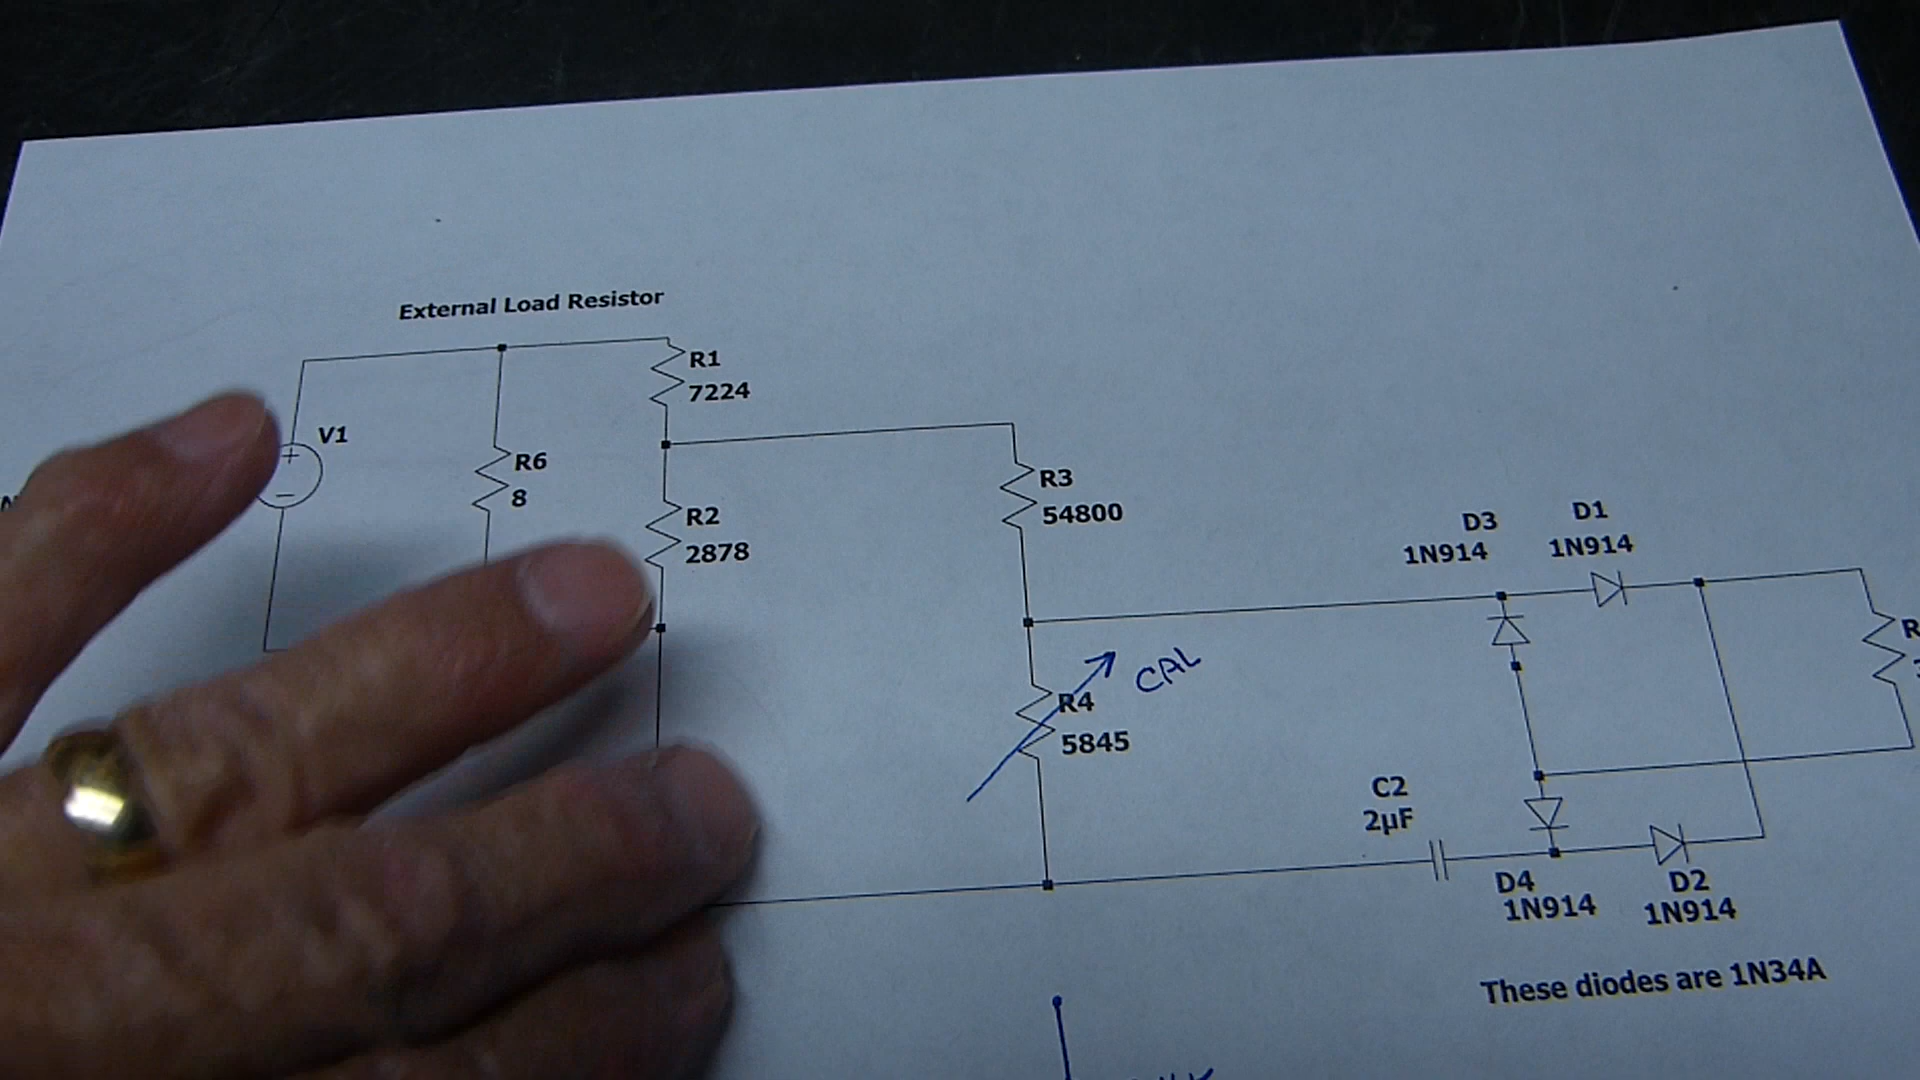 External Load Resistor
R1
7224
V1
R6
8
R2
2878
R3
54800
D3
1N914
D1
1N914
CAL
R4
5845
R
C2
2µF
D4
1N914
D2
1N914
These diodes are 1N34A